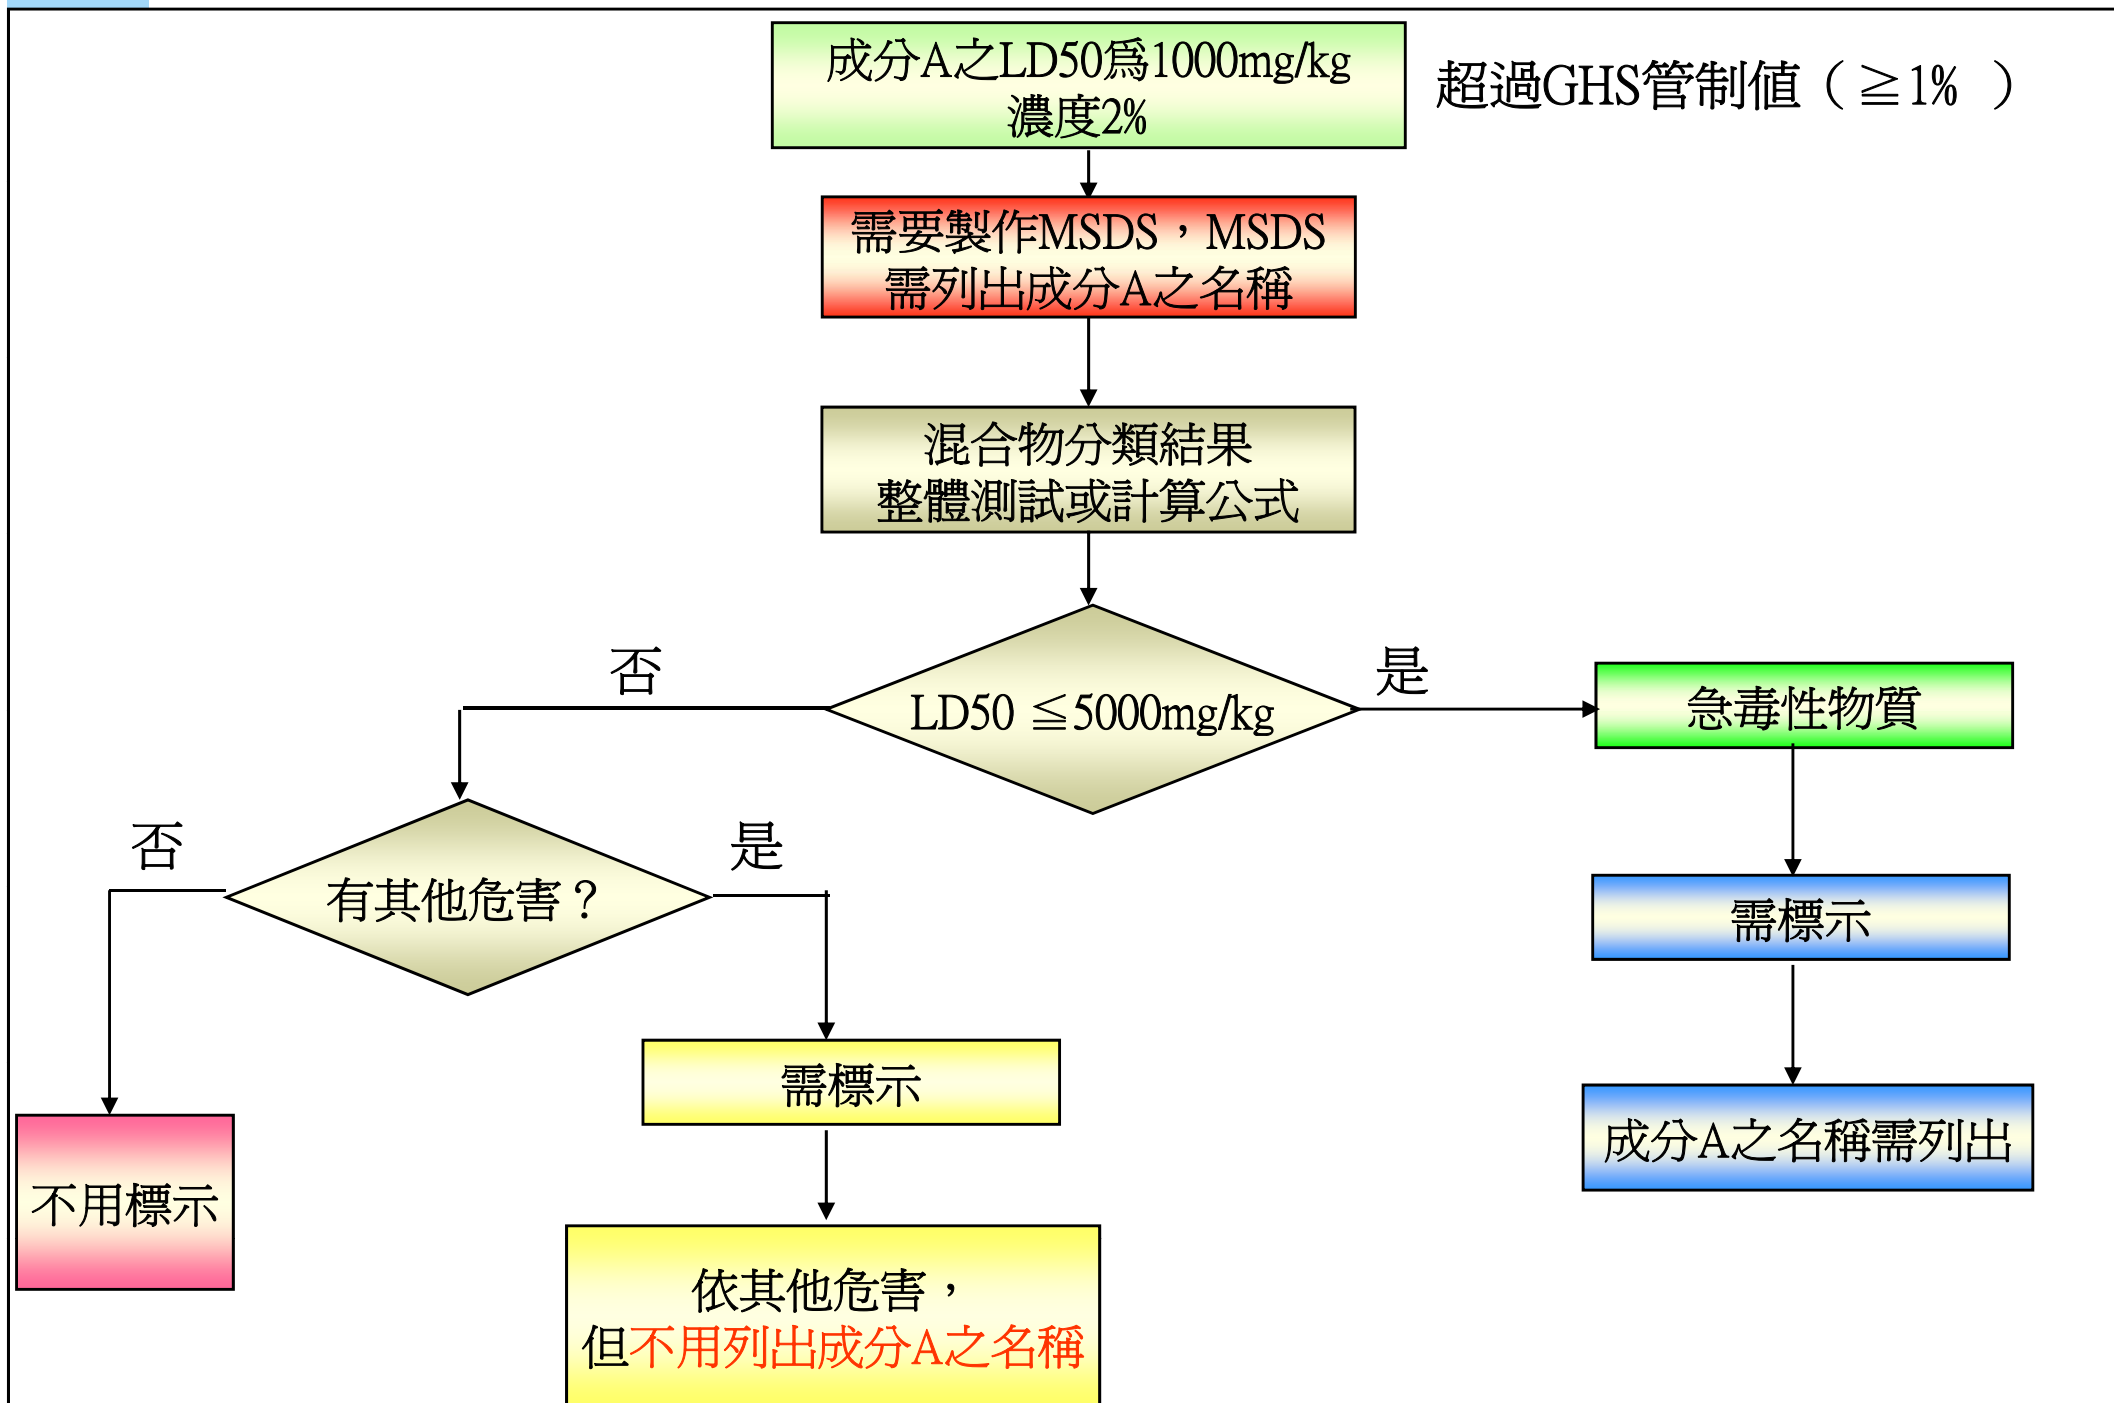 成分A之LD50為1000mg/kg
濃度2%
超過GHS管制值（≧1% ）
需要製作MSDS，MSDS
需列出成分A之名稱
混合物分類結果
整體測試或計算公式
否
是
LD50 ≦5000mg/kg
急毒性物質
否
是
有其他危害？
需標示
需標示
成分A之名稱需列出
不用標示
依其他危害，
但不用列出成分A之名稱